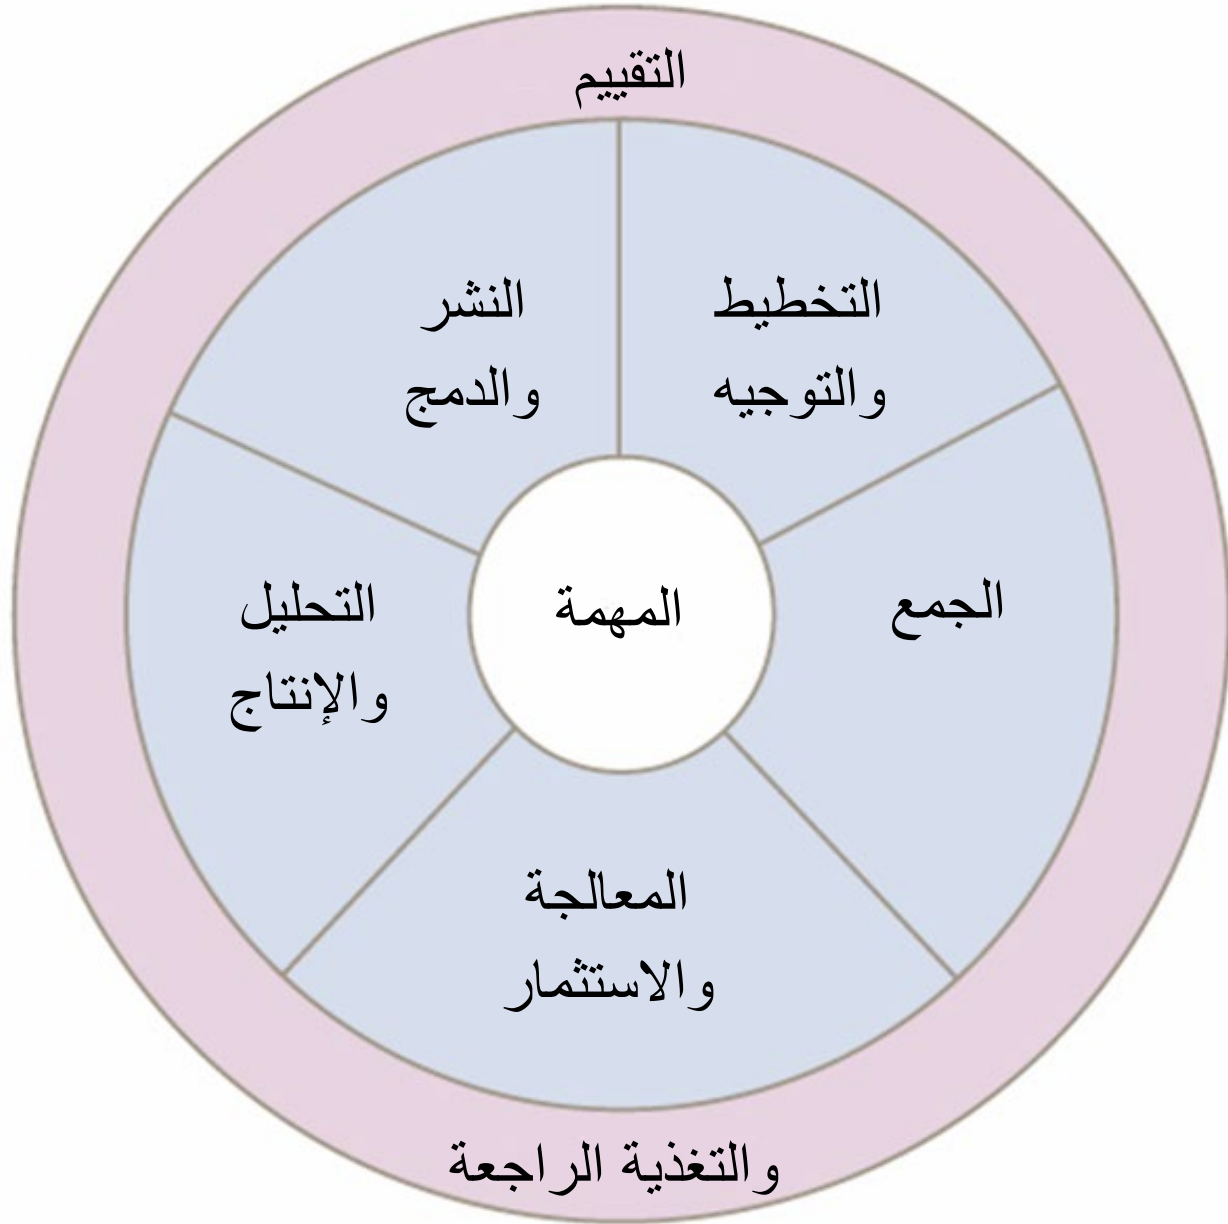 التقييم
التخطيط
والتوجيه
الجمع
المعالجة
والاستثمار
التحليل
والإنتاج
النشر
والدمج
المهمة
والتغذية الراجعة